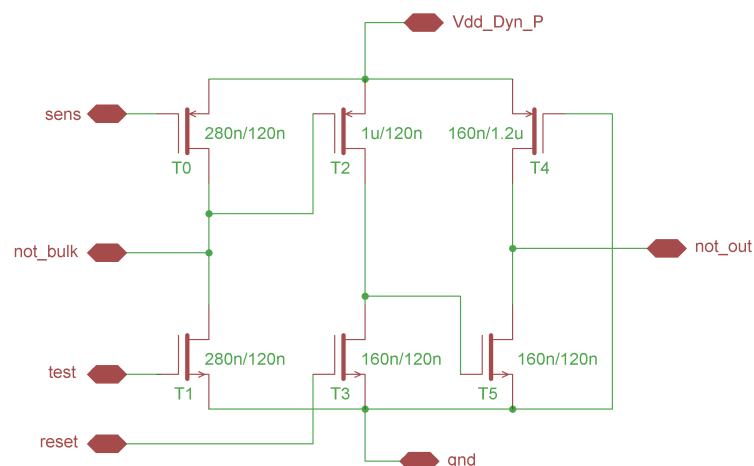 Vdd_Dyn_P
sens
280n/120n
1u/120n
160n/1.2u
T0
T2
T4
not_bulk
not_out
test
280n/120n
160n/120n
160n/120n
T1
T3
T5
reset
gnd